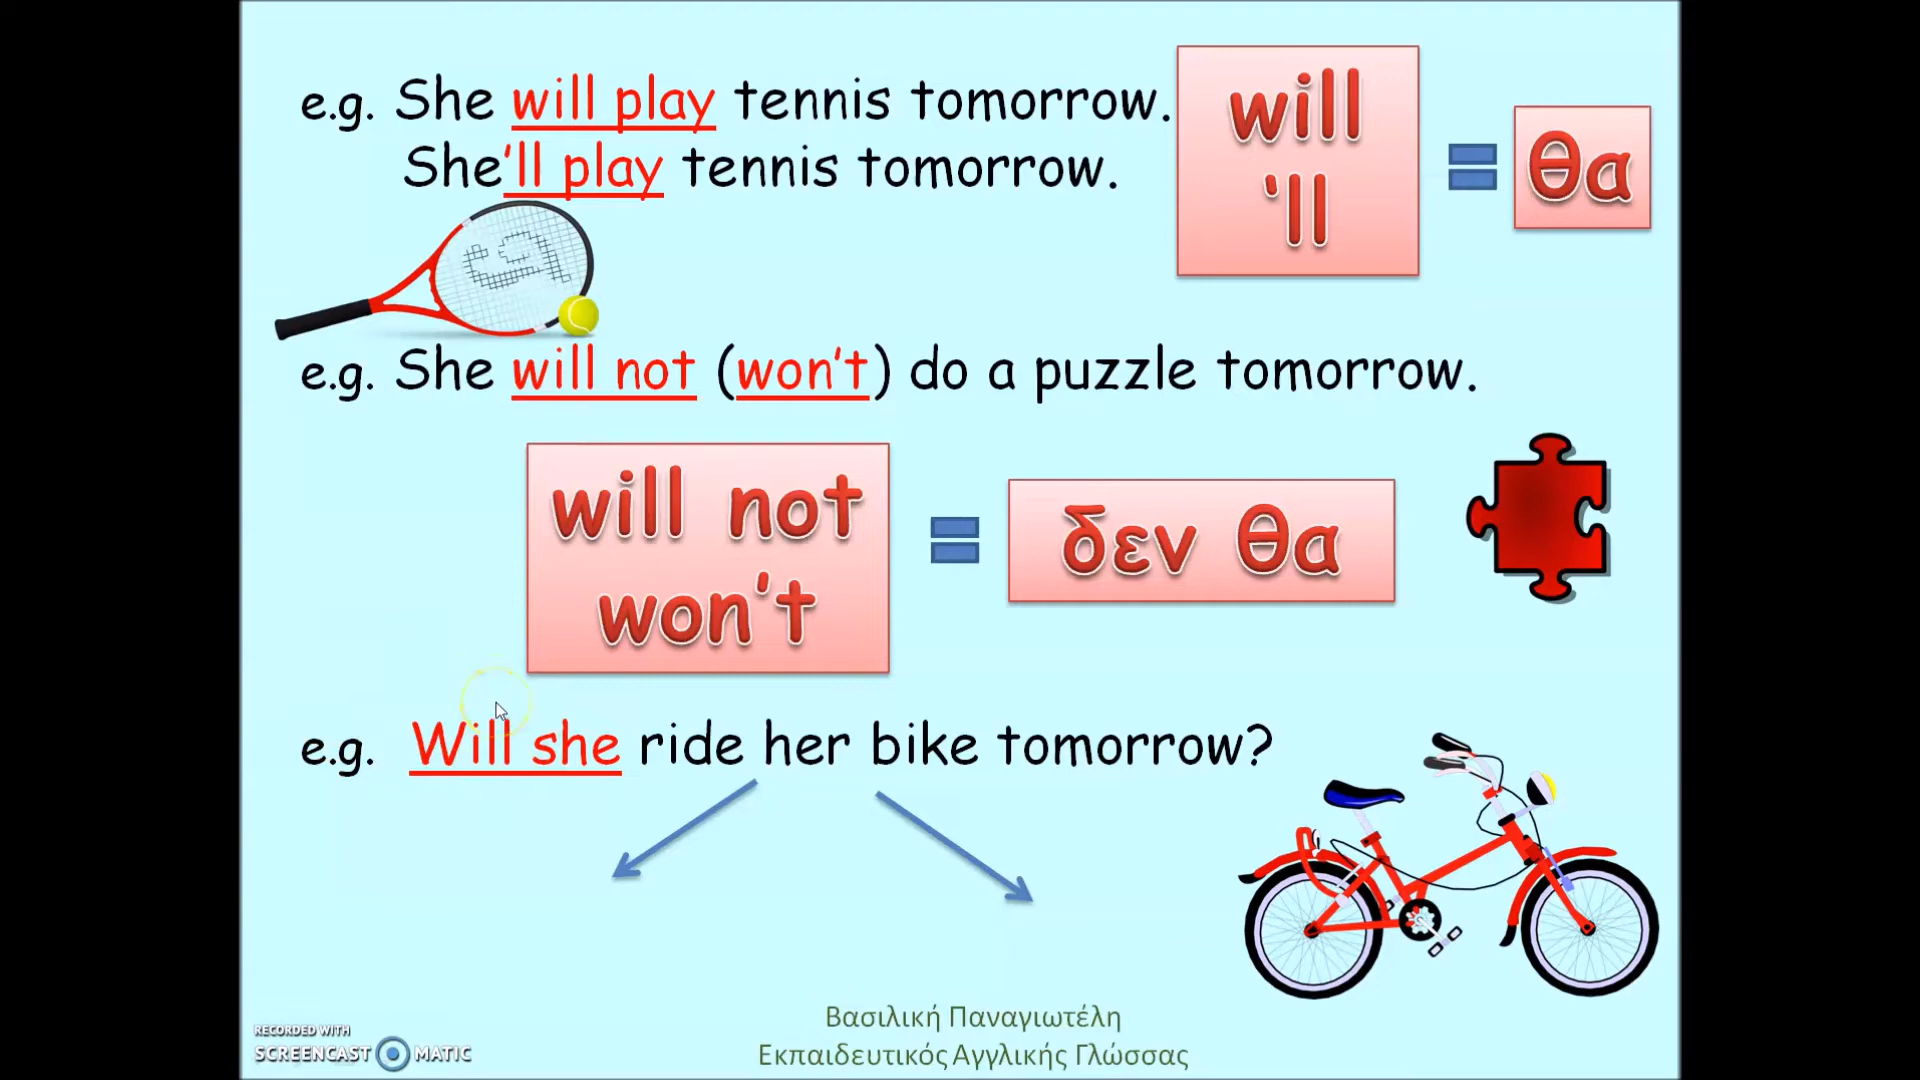 e.g. She will play tennis tomorrow.
She'll play tennis tomorrow.
will
'll
=
θα
e.g. She will not (won't) do a puzzle tomorrow.
will not
won't
=
δεν θα
e.g. Will she ride her bike tomorrow?
Βασιλική Παναγιωτέλη
Εκπαιδευτικός Αγγλικής Γλώσσας
RECORDED WITH
SCREENCAST MATIC